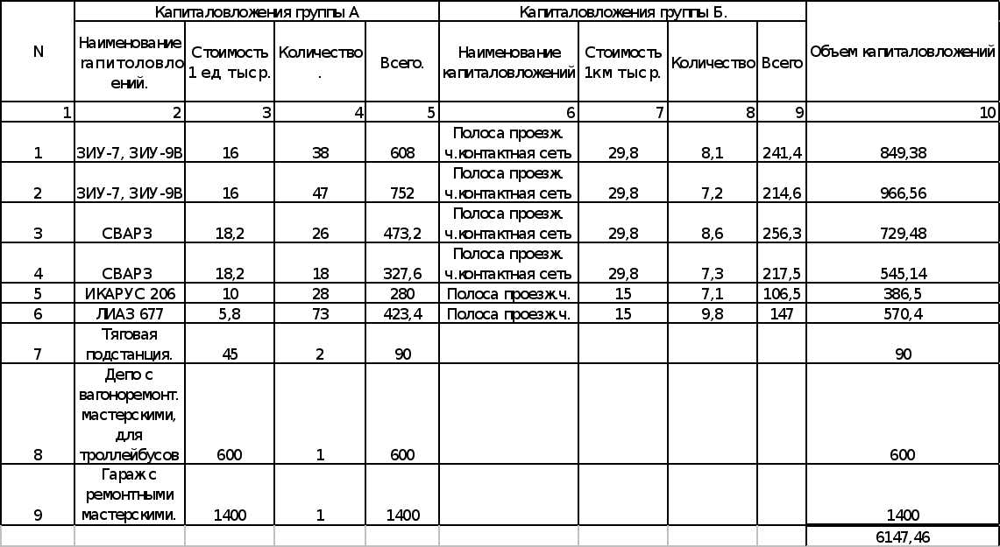 Капиталовложения группы А Капиталовложения группы Б.
N Наименование гапитоловло ений. Стоимость 1 ед тыс р. Количество . Всего. Наименование капиталовложений Стоимость 1км тыс р. Количество Всего Объем капиталовложений
1 2 3 4 5 6 7 8 9 10
1 ЗИУ-7, ЗИУ-9В 16 38 608 Полоса проезж. ч.контактная сеть 29,8 8,1 241,4 849,38
2 ЗИУ-7, ЗИУ-9В 16 47 752 Полоса проезж. ч.контактная сеть 29,8 7,2 214,6 966,56
3 СВАРЗ 18,2 26 473,2 Полоса проезж. ч.контактная сеть 29,8 8,6 256,3 729,48
4 СВАРЗ 18,2 18 327,6 Полоса проезж. ч.контактная сеть 29,8 7,3 217,5 545,14
5 ИКАРУС 206 10 28 280 Полоса проезж.ч. 15 7,1 106,5 386,5
6 ЛИАЗ 677 5,8 73 423,4 Полоса проезж.ч. 15 9,8 147 570,4
7 Тяговая подстанция. 45 2 90 90
8 Депо с вагоноремонт. мастерскими, для троллейбусов 600 1 600 600
9 Гараж с ремонтными мастерскими. 1400 1 1400 1400
6147,46